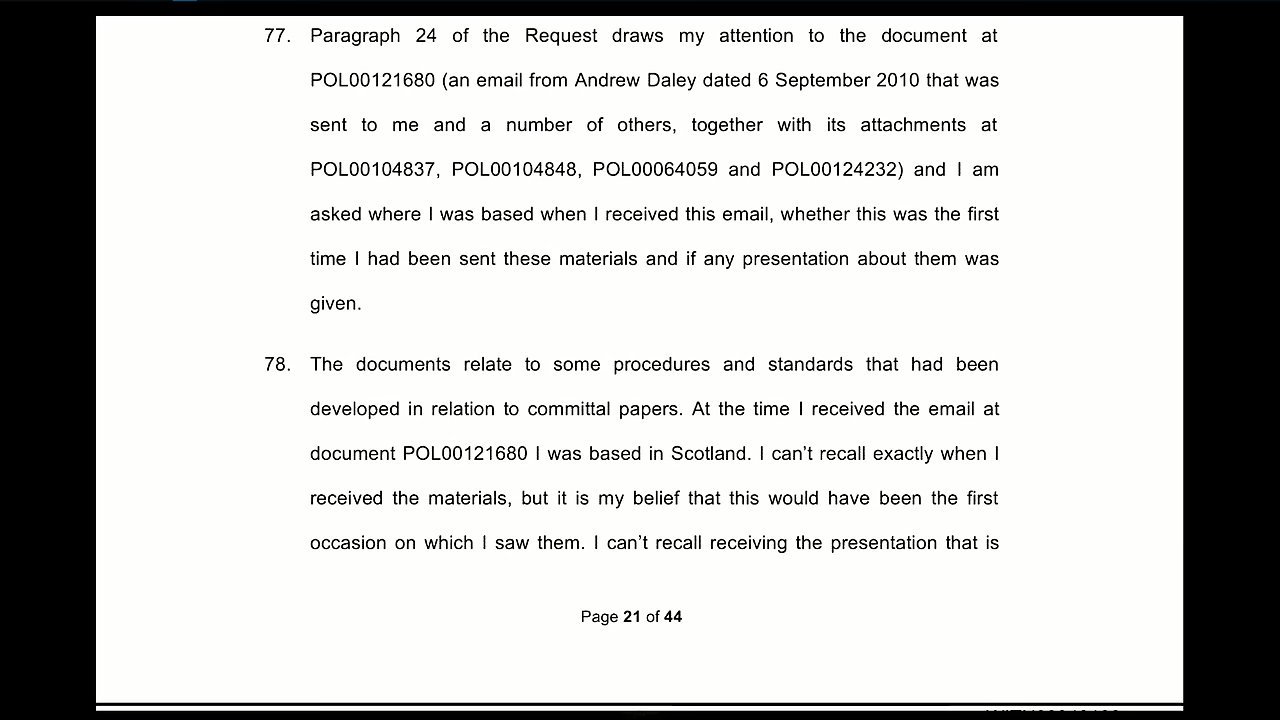 77. Paragraph 24 of the Request draws my attention to the document at
POL00121680 (an email from Andrew Daley dated 6 September 2010 that was
sent to me and a number of others, together with its attachments at
POL00104837, POL00104848, POL00064059 and POL00124232) and I am
asked where I was based when I received this email, whether this was the first
time I had been sent these materials and if any presentation about them was
given.
78. The documents relate to some procedures and standards that had been
developed in relation to committal papers. At the time I received the email at
document POL00121680 I was based in Scotland. I can’t recall exactly when I
received the materials, but it is my belief that this would have been the first
occasion on which I saw them. I can’t recall receiving the presentation that is
Page 21 of 44